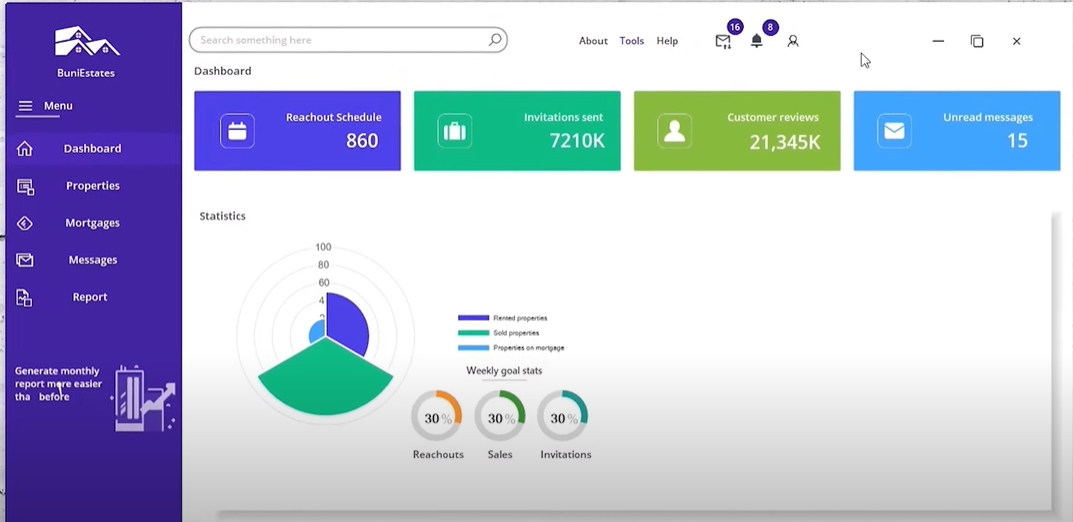 Search something here
About
Tools
Help
16
8
BuniEstates
Menu
Dashboard
Properties
Mortgages
Messages
Report
Generate monthly
report more easier
before
Dashboard
Reachout Schedule
860
Invitations sent
7210K
Customer reviews
21,345K
Unread messages
15
Statistics
100
80
60
4
Rented properties
Sold properties
Properties on mortgage
Weekly goal stats
30%
30%
30%
Reachouts
Sales
Invitations